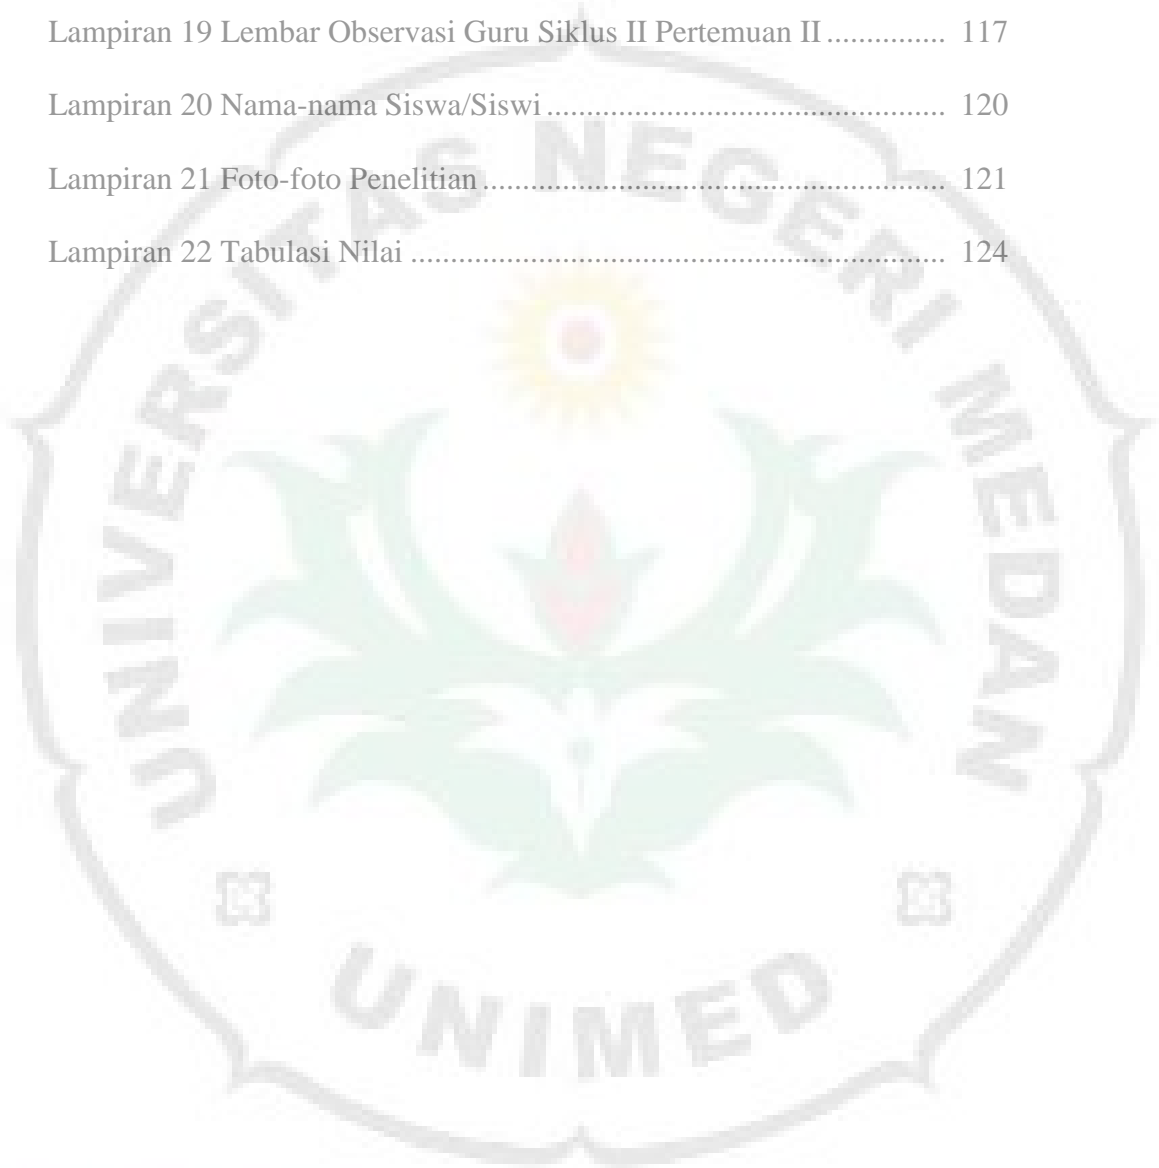 Lampiran 19 Lembar Observasi Guru Siklus II Pertemuan II ............... 117
Lampiran 20 Nama-nama Siswa/Siswi ............................................. 120
Lampiran 21 Foto-foto Penelitian .................................................... 121
Lampiran 22 Tabulasi Nilai ............................................................ 124
UNIVERSITAS NEGERI MEDAN
UNIMED